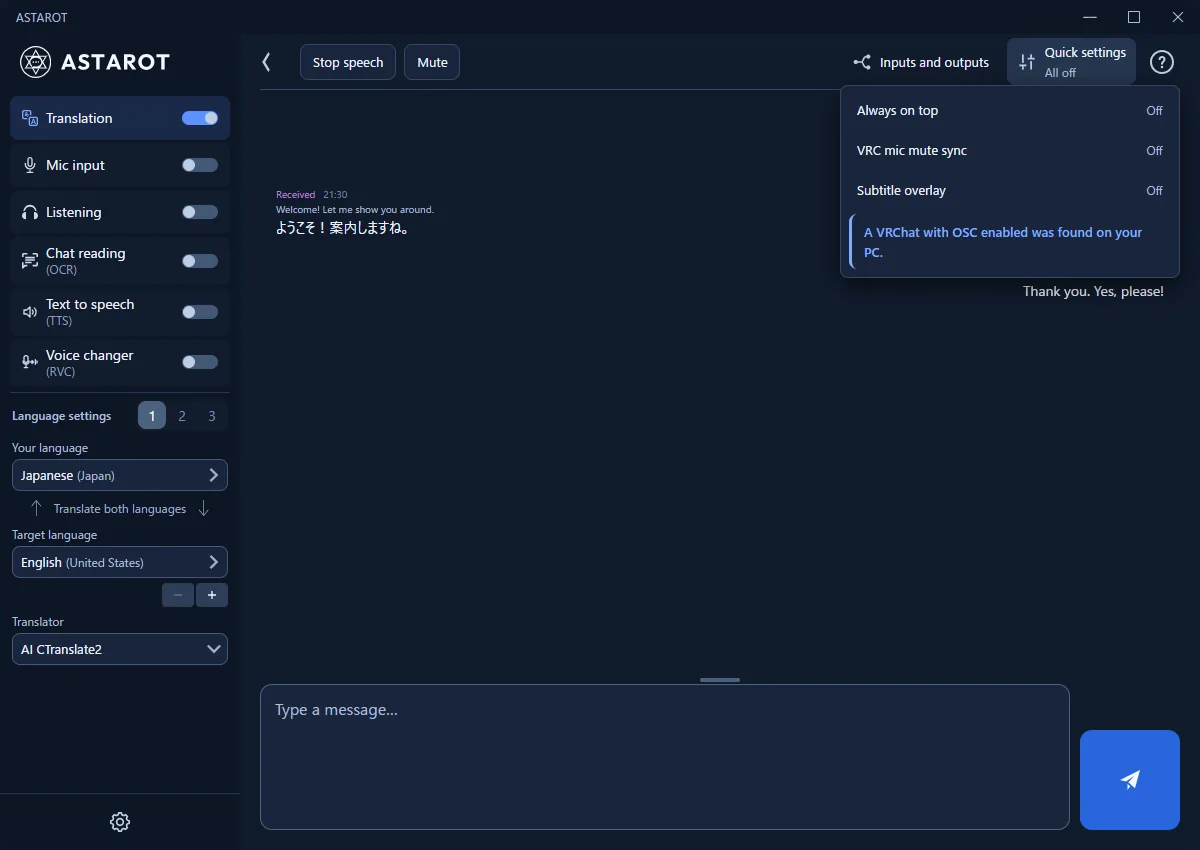 ASTAROT
ASTAROT
Stop speech
Mute
Inputs and outputs
Quick settings
All off
?
Translation
Mic input
Listening
Chat reading
(OCR)
Text to speech
(TTS)
Voice changer
(RVC)
Language settings
1 2 3
Your language
Japanese (Japan)
Translate both languages
Target language
English (United States)
− +
Translator
AI CTranslate2
Always on top Off
VRC mic mute sync Off
Subtitle overlay Off
A VRChat with OSC enabled was found on your
PC.
Received 21:30
Welcome! Let me show you around.
ようこそ！案内しますね。
Thank you. Yes, please!
Type a message...